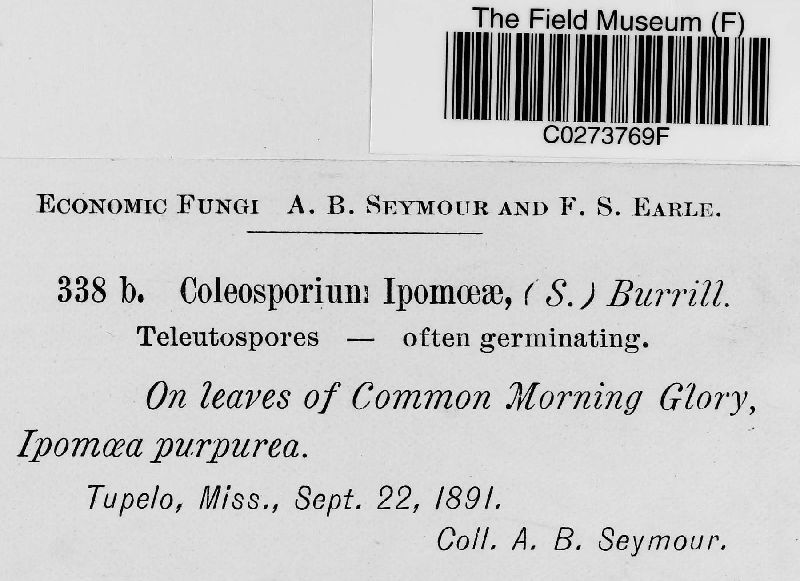 The Field Museum (F)
C0273769F
Economic Fungi A. B. Seymour and F. S. Earle.
338 b. Coleosporium Ipomœæ, (S.) Burrill.
Teleutospores — often germinating.
On leaves of Common Morning Glory,
Ipomœa purpurea.
Tupelo, Miss., Sept. 22, 1891.
Coll. A. B. Seymour.